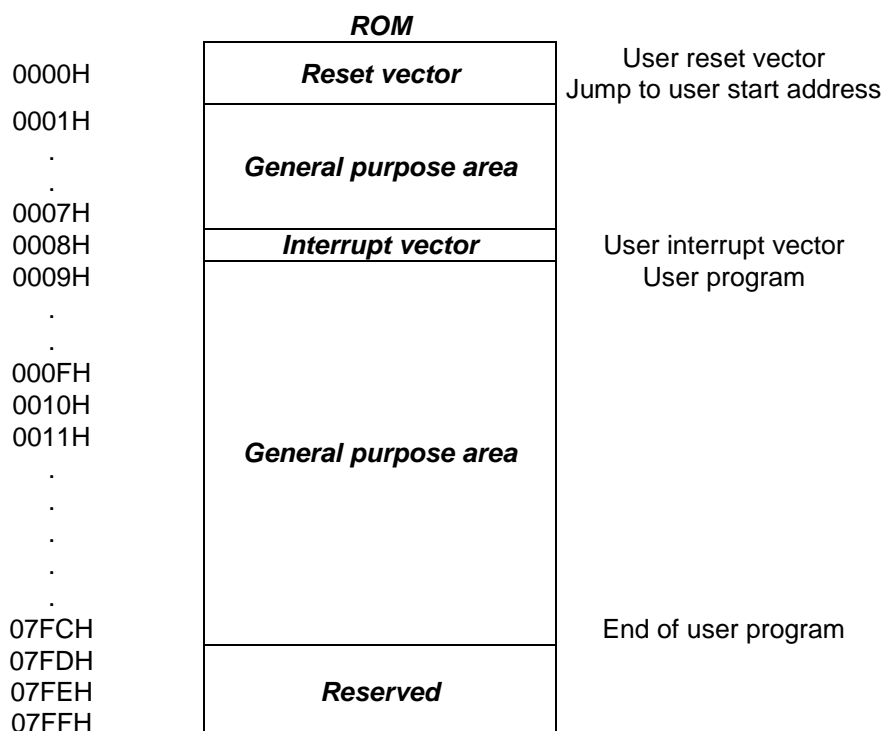 ROM
0000H Reset vector User reset vector
Jump to user start address
0001H
.
General purpose area
.
0007H
0008H Interrupt vector User interrupt vector
0009H User program
.
.
000FH
0010H
0011H
General purpose area
.
.
.
.
.
07FCH End of user program
07FDH
07FEH Reserved
07FFH